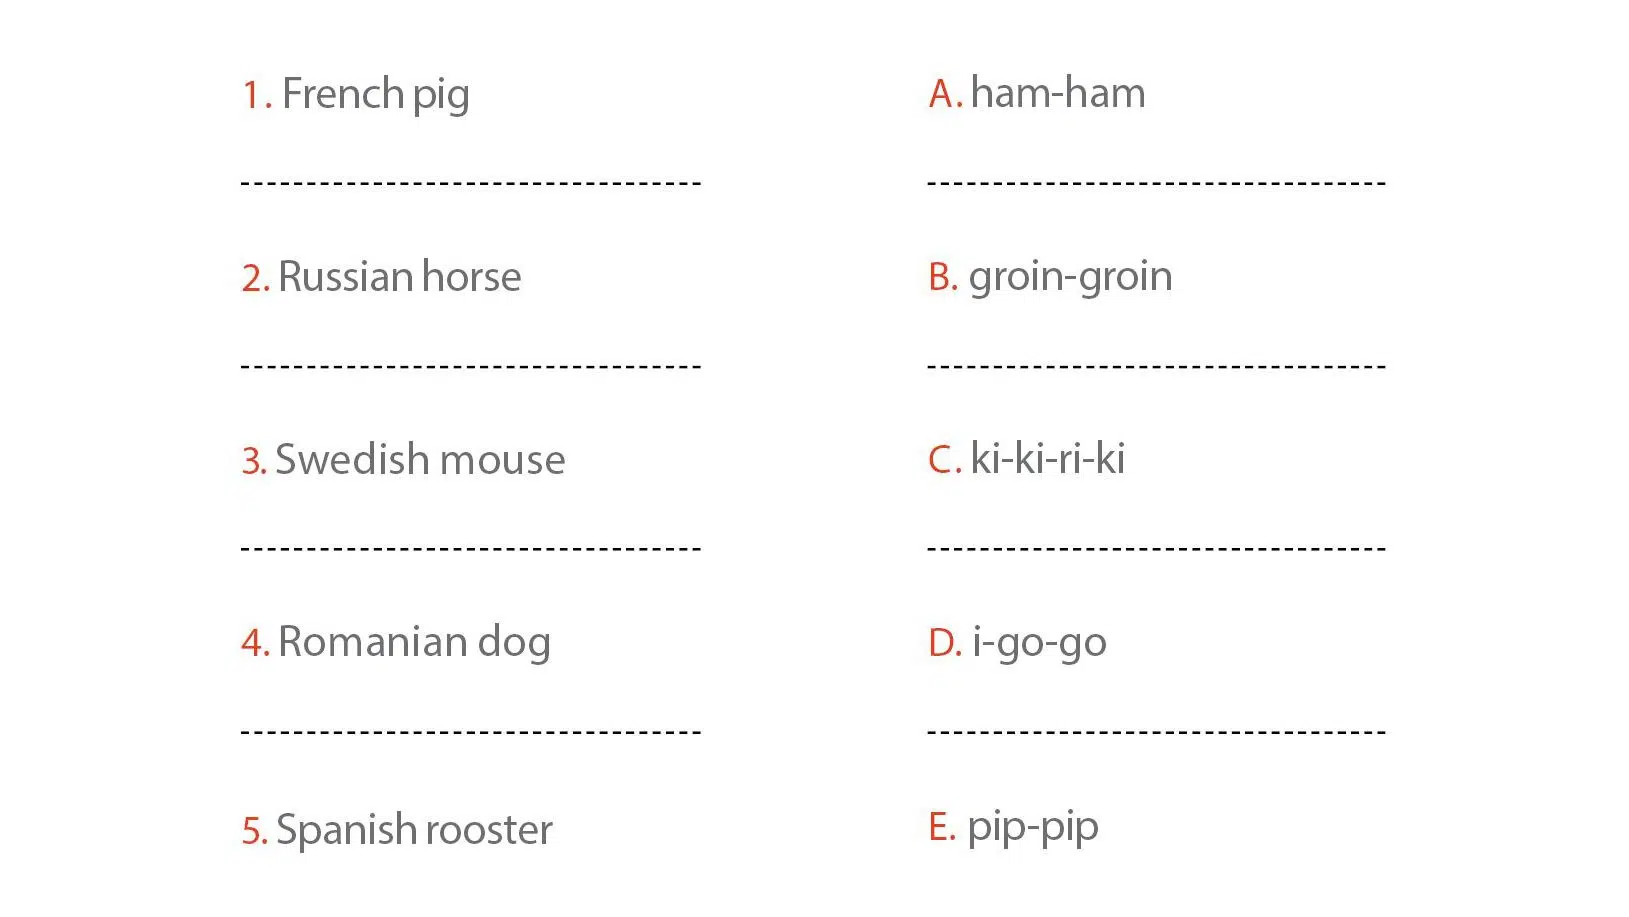 1. French pig
A. ham-ham
2. Russian horse
B. groin-groin
3. Swedish mouse
C. ki-ki-ri-ki
4. Romanian dog
D. i-go-go
5. Spanish rooster
E. pip-pip